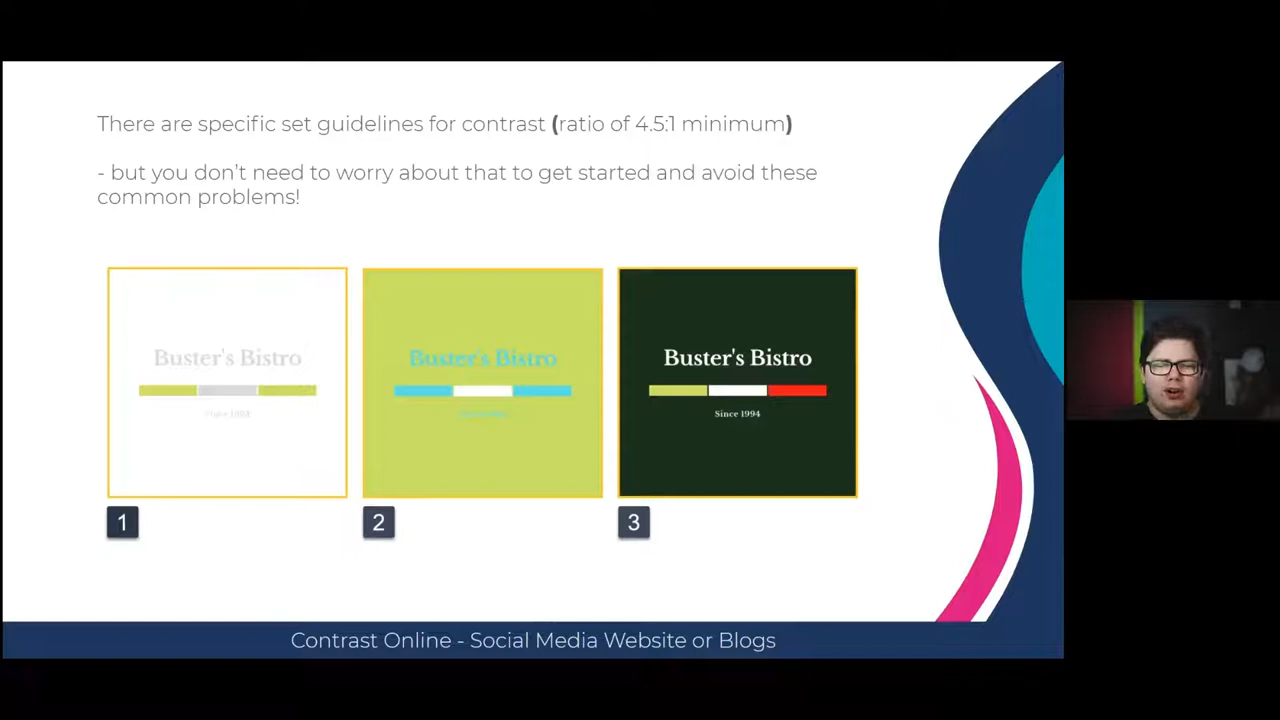 There are specific set guidelines for contrast (ratio of 4.5:1 minimum)
- but you don't need to worry about that to get started and avoid these
common problems!
Buster's Bistro
Since 1994
Buster's Bistro
Buster's Bistro
Since 1994
1
2
3
Contrast Online - Social Media Website or Blogs